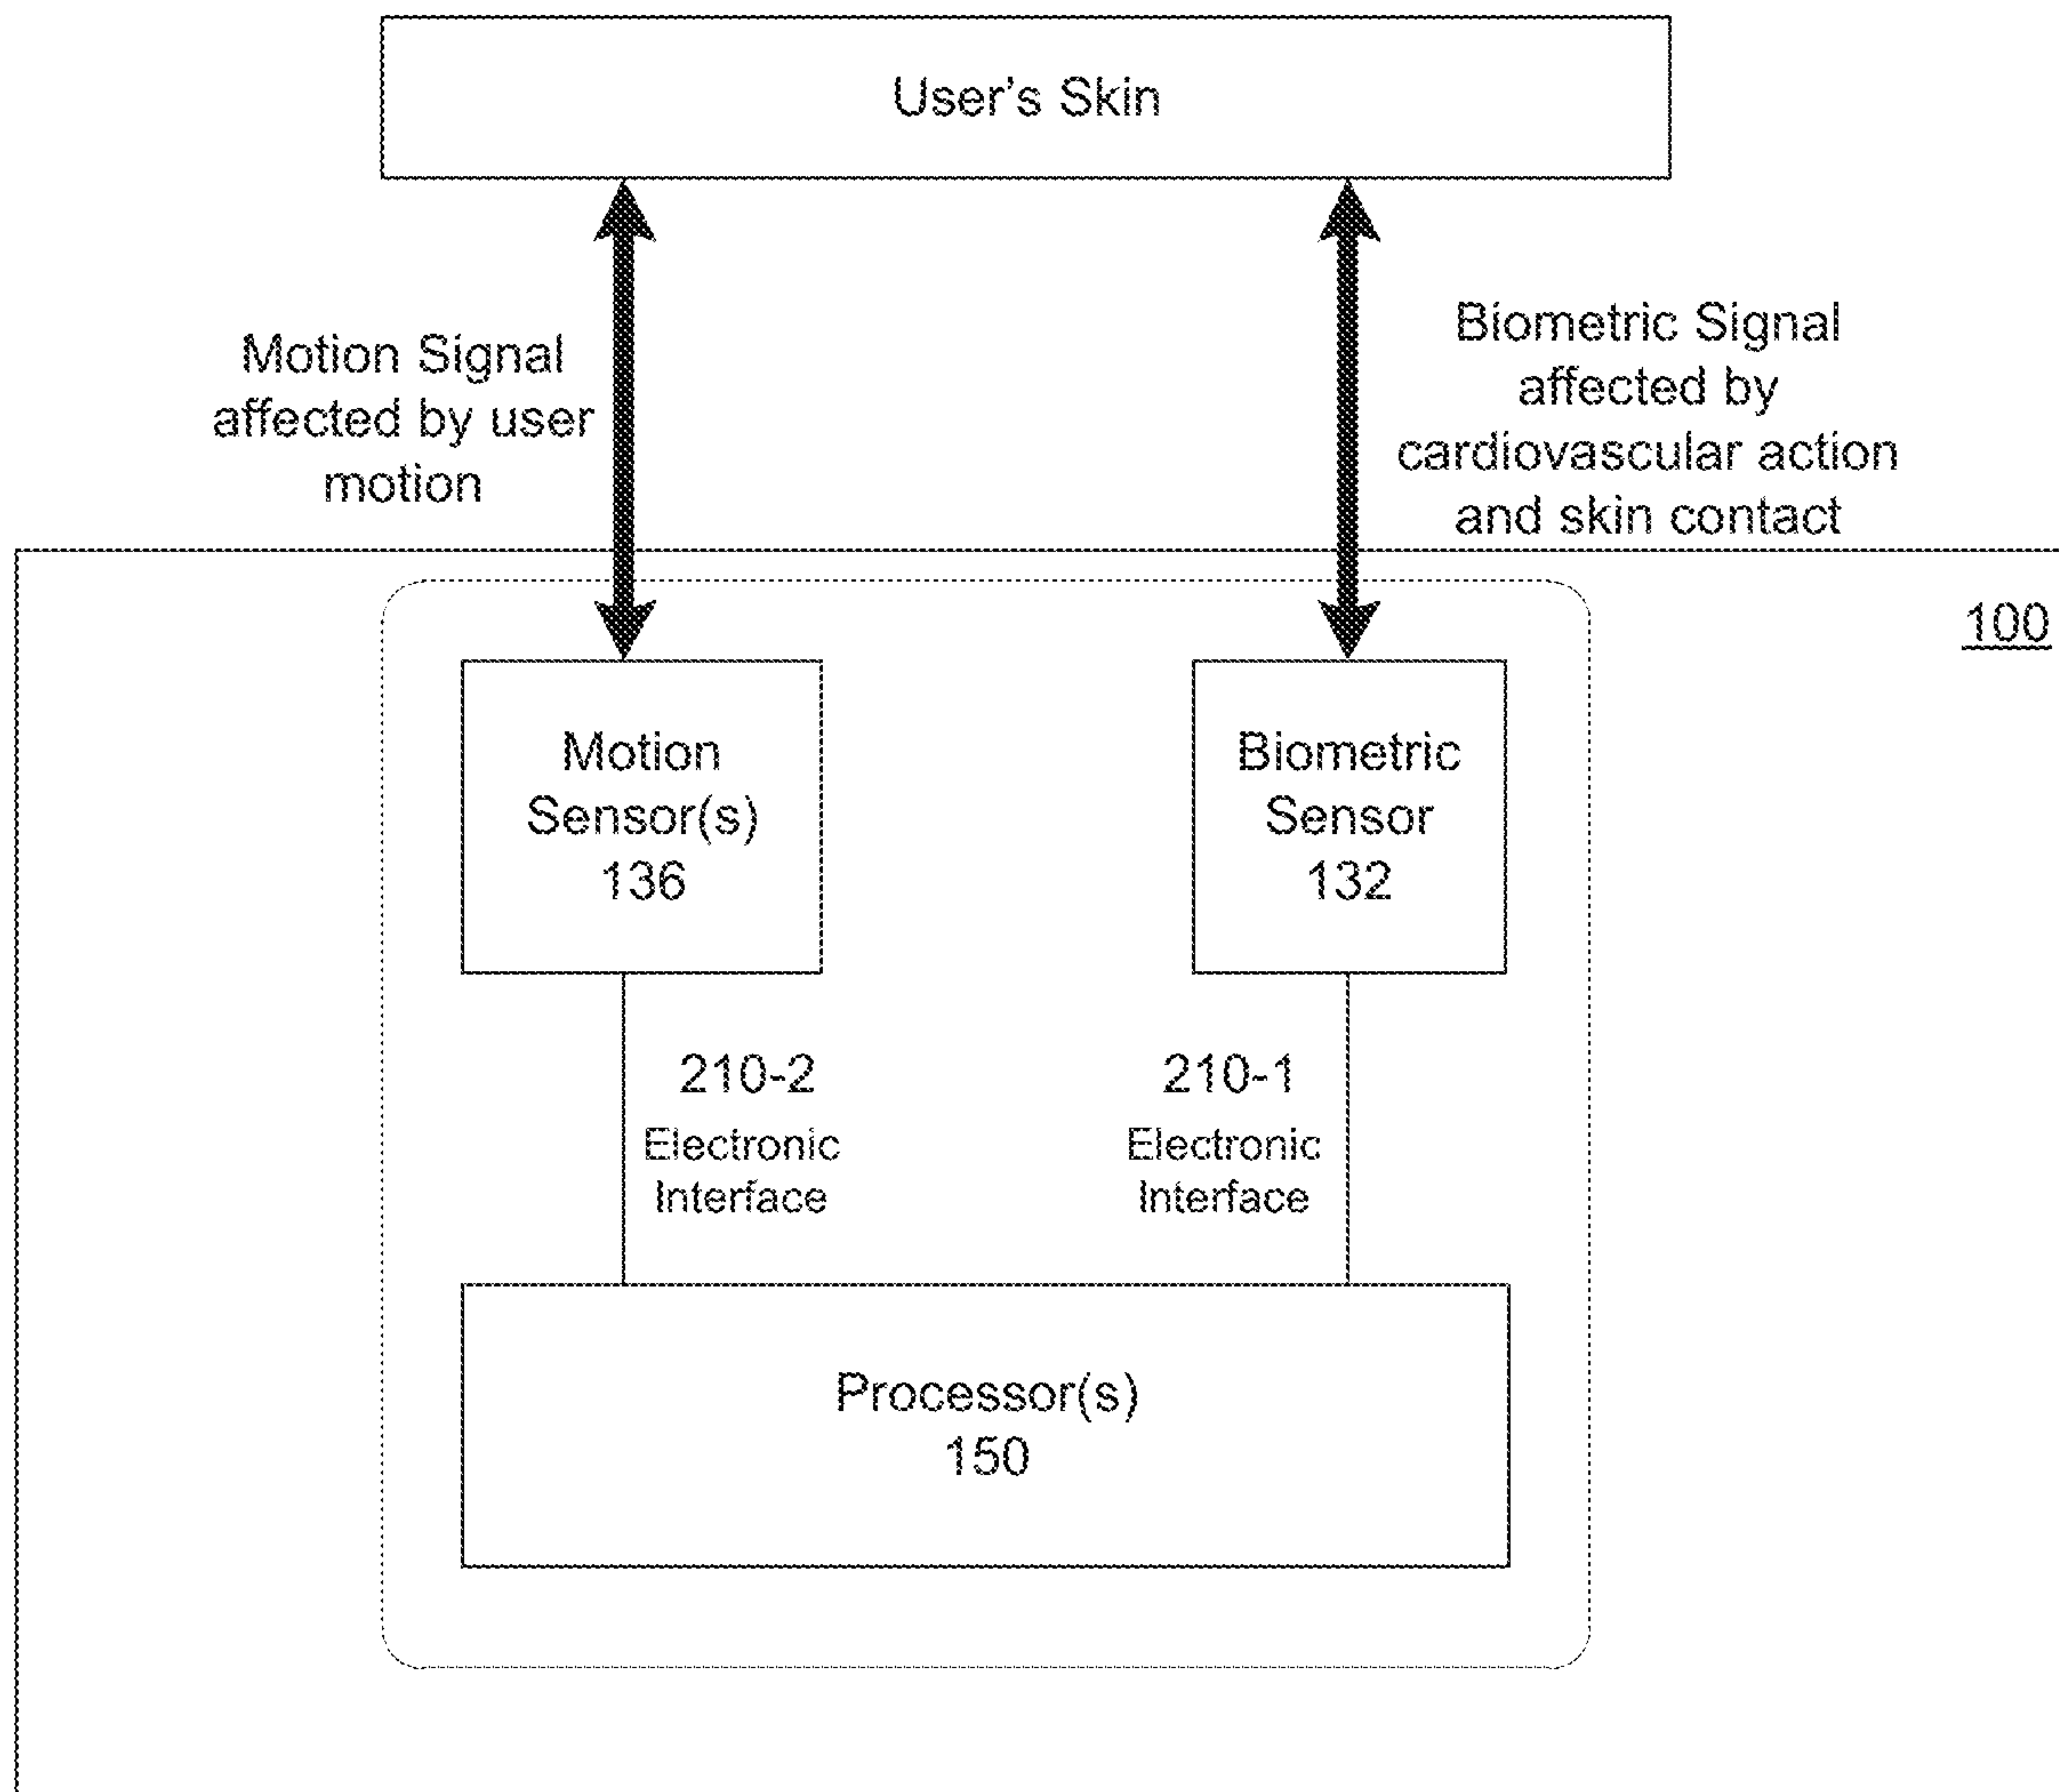 User's Skin
Motion Signal
affected by user
motion
Biometric Signal
affected by
cardiovascular action
and skin contact
100
Motion
Sensor(s)
136
Biometric
Sensor
132
210-2
Electronic
Interface
210-1
Electronic
Interface
Processor(s)
150